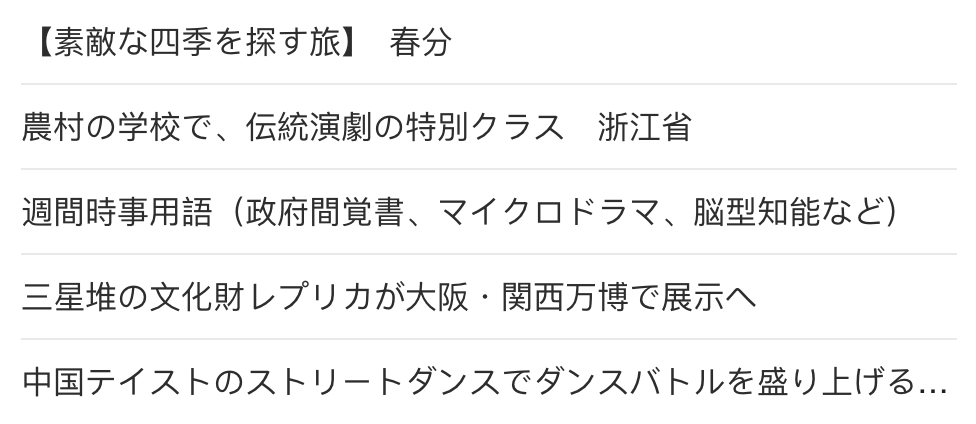 【素敵な四季を探す旅】　春分
農村の学校で、伝統演劇の特別クラス　浙江省
週間時事用語（政府間覚書、マイクロドラマ、脳型知能など）
三星堆の文化財レプリカが大阪・関西万博で展示へ
中国テイストのストリートダンスでダンスバトルを盛り上げる...